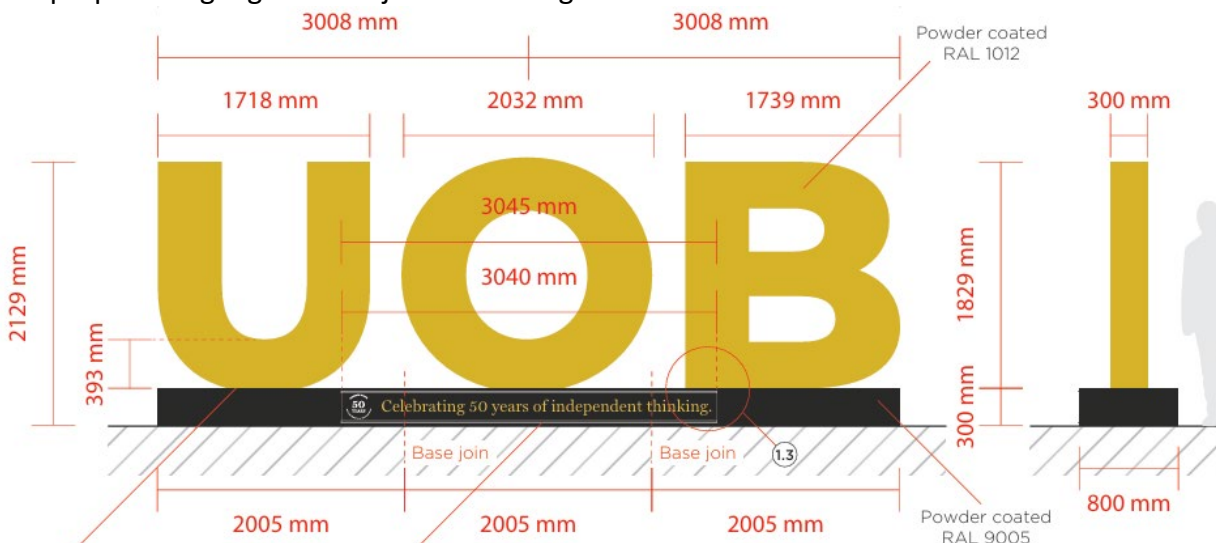 3008 mm
3008 mm
Powder coated
RAL 1012
1718 mm
2032 mm
1739 mm
300 mm
UOB
3045 mm
3040 mm
2129 mm
393 mm
1829 mm
300 mm
50
YEARS
Celebrating 50 years of independent thinking.
Base join
Base join
1.3
2005 mm
2005 mm
2005 mm
800 mm
Powder coated
RAL 9005